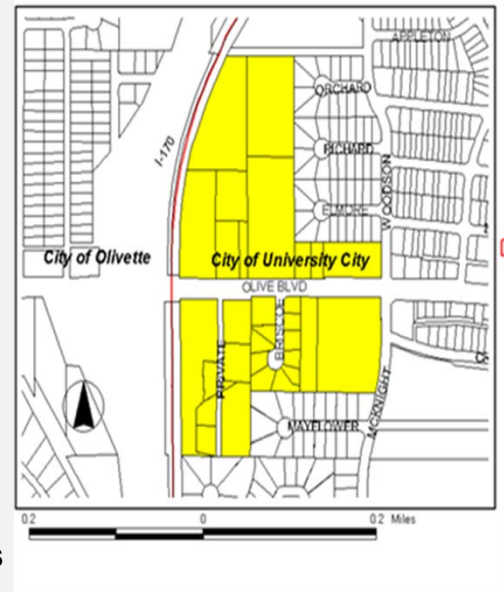 APPLETON
ORCHARD
I-170
RICHARD
WOODSON
ELMORE
City of Olivette
City of University City
OLIVE BLVD
BRISCOE
PRIVATE
MCKNIGHT
MAYFLOWER
0.2 0 0.2 Miles
s